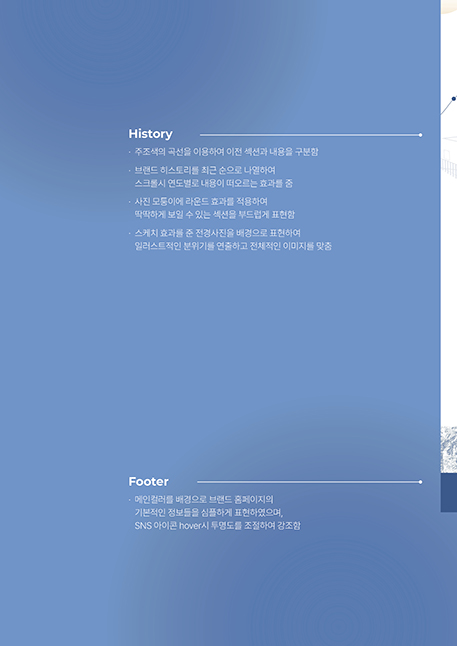 History
· 주조색의 곡선을 이용하여 이전 섹션과 내용을 구분함
· 브랜드 히스토리를 최근 순으로 나열하여
스크롤시 연도별로 내용이 떠오르는 효과를 줌
· 사진 모퉁이에 라운드 효과를 적용하여
딱딱하게 보일 수 있는 섹션을 부드럽게 표현함
· 스케치 효과를 준 전경사진을 배경으로 표현하여
일러스트적인 분위기를 연출하고 전체적인 이미지를 맞춤
Footer
· 메인컬러를 배경으로 브랜드 홈페이지의
기본적인 정보들을 심플하게 표현하였으며,
SNS 아이콘 hover시 투명도를 조절하여 강조함